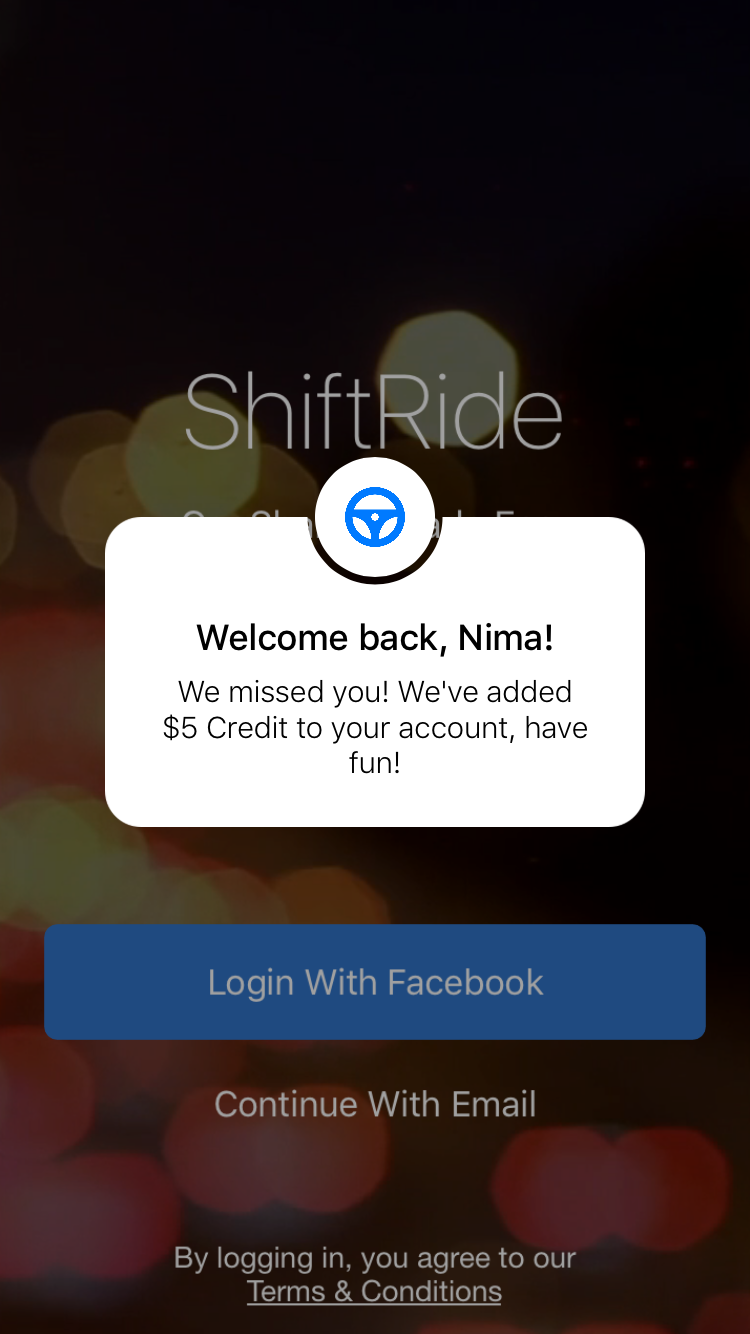 ShiftRide
Welcome back, Nima!
We missed you! We've added
$5 Credit to your account, have
fun!
Login With Facebook
Continue With Email
By logging in, you agree to our
Terms & Conditions